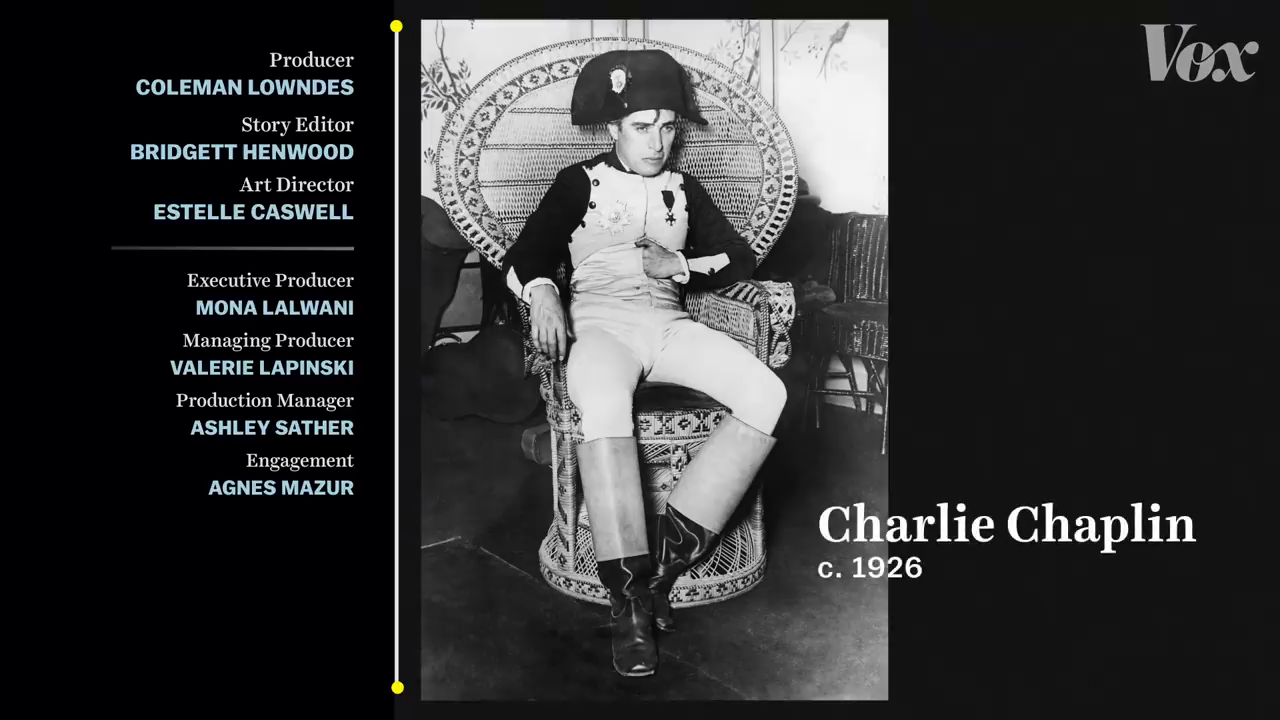 Producer
COLEMAN LOWNDES
Story Editor
BRIDGETT HENWOOD
Art Director
ESTELLE CASWELL
Executive Producer
MONA LALWANI
Managing Producer
VALERIE LAPINSKI
Production Manager
ASHLEY SATHER
Engagement
AGNES MAZUR
Vox
Charlie Chaplin
c. 1926